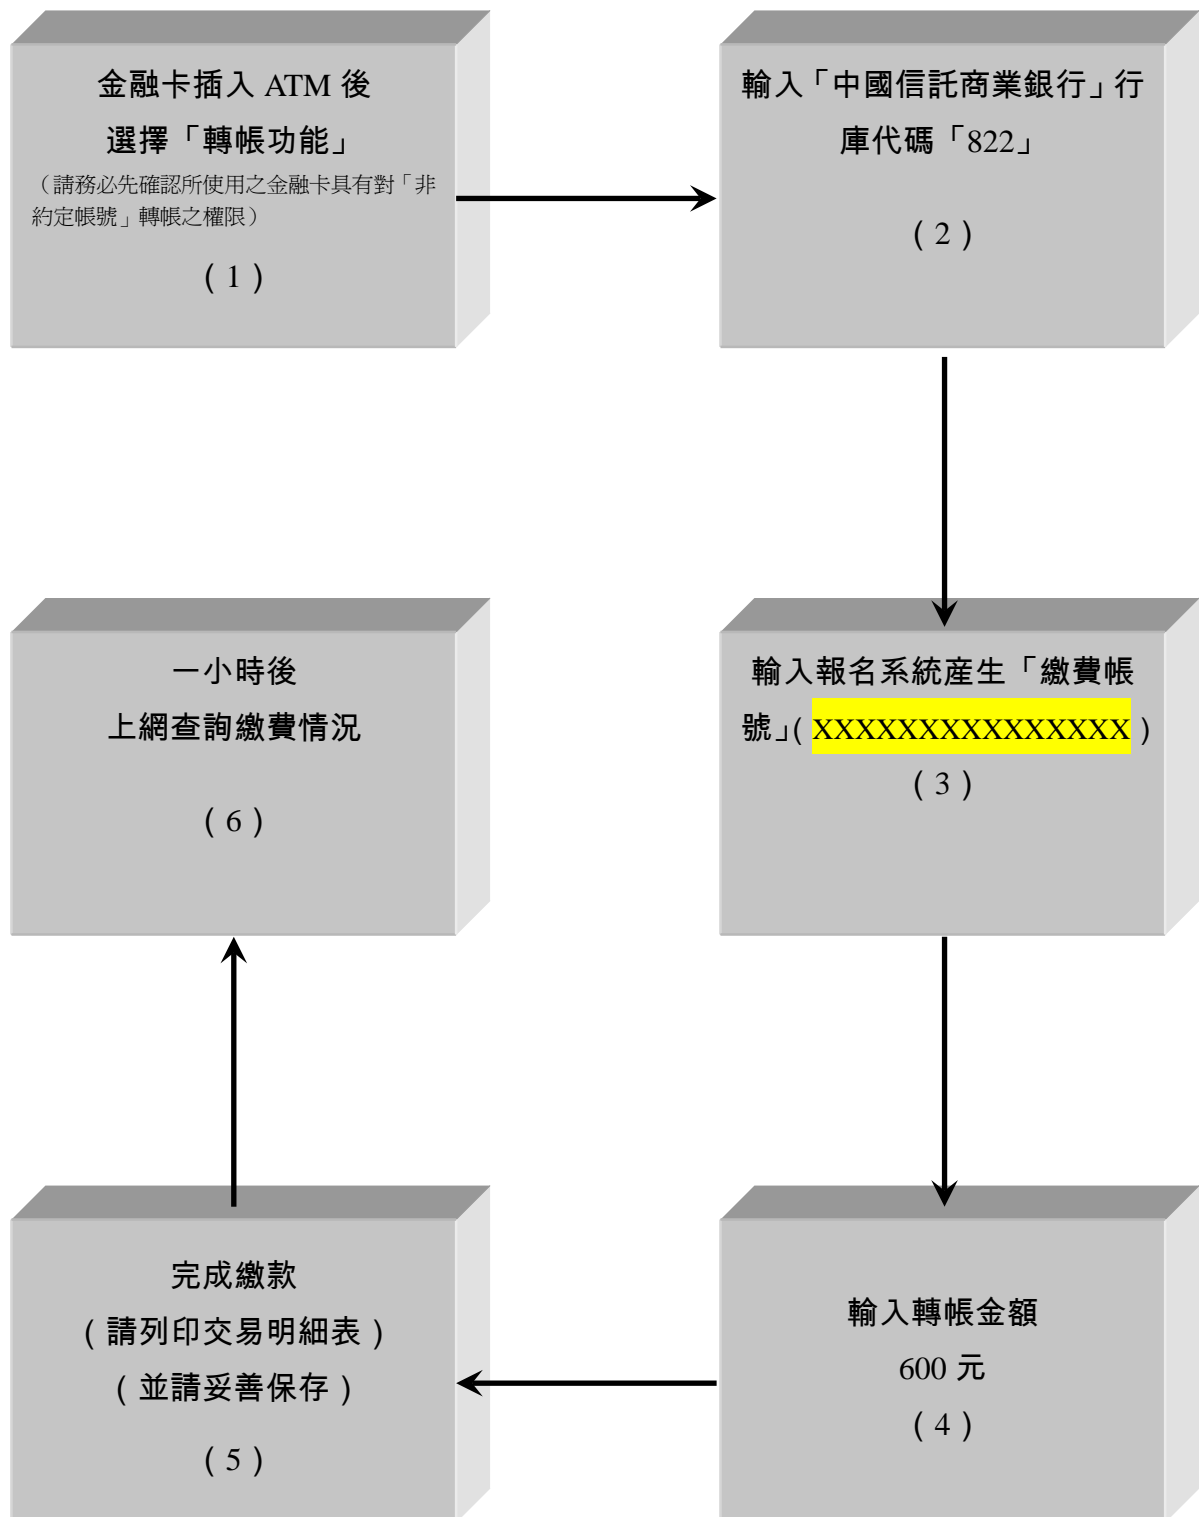 金融卡插入 ATM 後
選擇「轉帳功能」
（請務必先確認所使用之金融卡具有對「非
約定帳號」轉帳之權限）
（1）
輸入「中國信託商業銀行」行
庫代碼「822」
（2）
輸入報名系統產生「繳費帳
號」（XXXXXXXXXXXXXXX）
（3）
輸入轉帳金額
600 元
（4）
完成繳款
（請列印交易明細表）
（並請妥善保存）
（5）
一小時後
上網查詢繳費情況
（6）